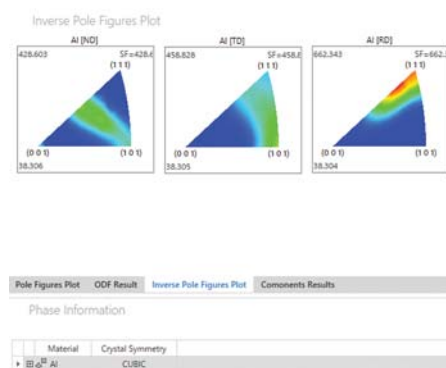 Inverse Pole Figures Plot
Al [ND] Al [TD] Al [RD]
428.603 SF=428.6 458.828 SF=458.8 662.343 SF=662.3
(1 1 1) (1 1 1) (1 1 1)
(0 0 1) (1 0 1) (0 0 1) (1 0 1) (0 0 1) (1 0 1)
38.306 38.305 38.304
Pole Figures Plot ODF Result Inverse Pole Figures Plot Comonents Results
Phase Information
Material Crystal Symmetry
Al CUBIC